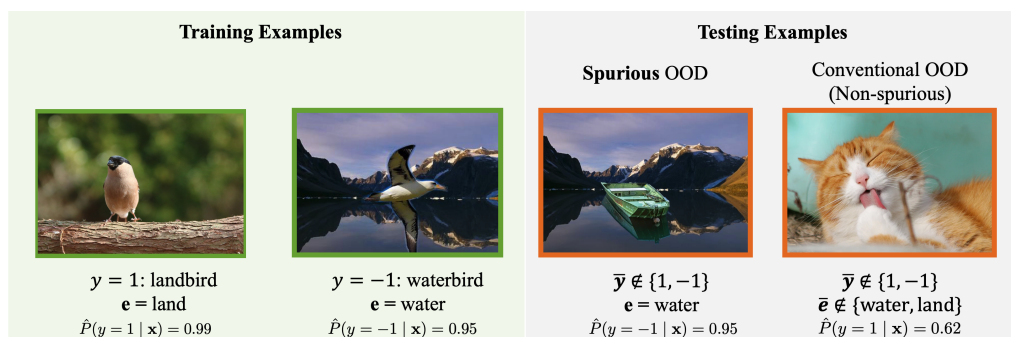 Training Examples
Testing Examples
Spurious OOD
Conventional OOD
(Non-spurious)
y = 1: landbird
e = land
P̂(y = 1 | x) = 0.99
y = −1: waterbird
e = water
P̂(y = −1 | x) = 0.95
ȳ ∉ {1, −1}
e = water
P̂(y = −1 | x) = 0.95
ȳ ∉ {1, −1}
ē ∉ {water, land}
P̂(y = 1 | x) = 0.62